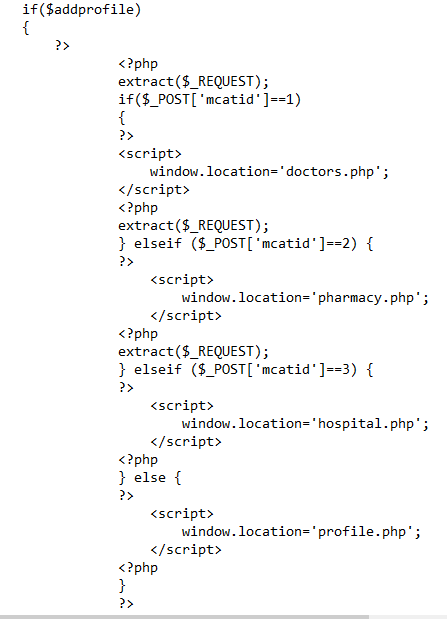 if($addprofile)
{
?>
<?php
extract($_REQUEST);
if($_POST['mcatid']==1)
{
?>
<script>
window.location='doctors.php';
</script>
<?php
extract($_REQUEST);
} elseif ($_POST['mcatid']==2) {
?>
<script>
window.location='pharmacy.php';
</script>
<?php
extract($_REQUEST);
} elseif ($_POST['mcatid']==3) {
?>
<script>
window.location='hospital.php';
</script>
<?php
} else {
?>
<script>
window.location='profile.php';
</script>
<?php
}
?>